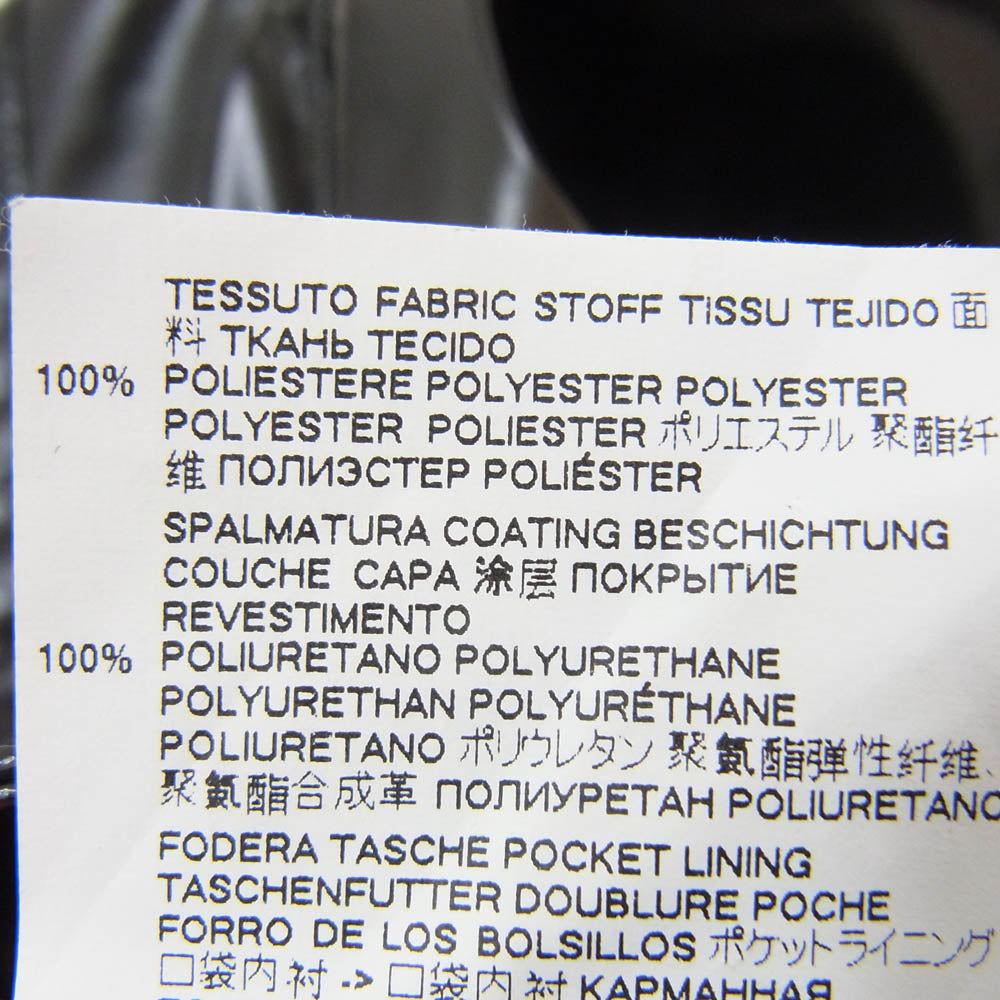 TESSUTO FABRIC STOFF TISSU TEJIDO 面
料 ТКАНЬ TECIDO
100% POLIESTERE POLYESTER POLYESTER
POLYESTER POLIESTER ポリエステル 聚酯纤
维 ПОЛИЭСТЕР POLIÉSTER
SPALMATURA COATING BESCHICHTUNG
COUCHE CAPA 涂层 ПОКРЫТИЕ
REVESTIMENTO
100% POLIURETANO POLYURETHANE
POLYURETHAN POLYURÉTHANE
POLIURETANO ポリウレタン 聚氨酯弹性纤维、
聚氨酯合成革 ПОЛИУРЕТАН POLIURETANO
FODERA TASCHE POCKET LINING
TASCHENFUTTER DOUBLURE POCHE
FORRO DE LOS BOLSILLOS ポケットライニング
口袋内衬 -> 口袋内衬 КАРМАННАЯ